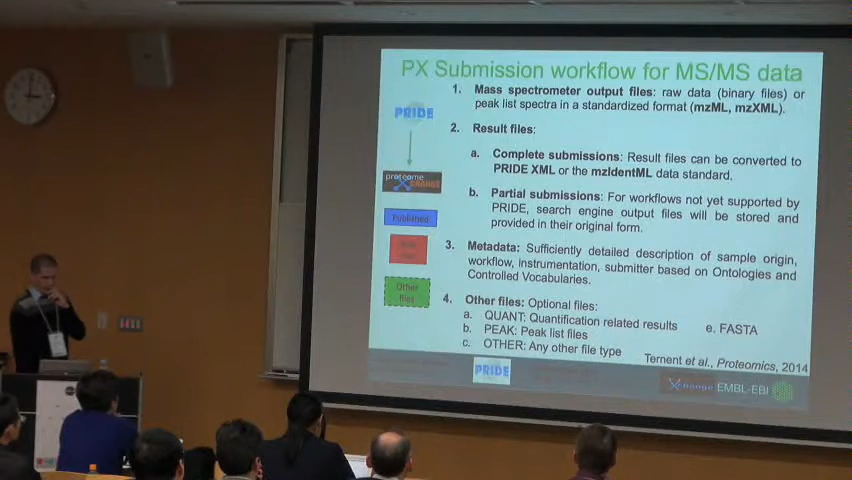 PX Submission workflow for MS/MS data
1. Mass spectrometer output files: raw data (binary files) or
peak list spectra in a standardized format (mzML, mzXML).
PRIDE
2. Result files:
a. Complete submissions: Result files can be converted to
PRIDE XML or the mzIdentML data standard.
proteome
Xchange
b. Partial submissions: For workflows not yet supported by
PRIDE, search engine output files will be stored and
provided in their original form.
Published
3. Metadata: Sufficiently detailed description of sample origin,
workflow, instrumentation, submitter based on Ontologies and
Controlled Vocabularies.
Other
files
4. Other files: Optional files:
a. QUANT: Quantification related results e. FASTA
b. PEAK: Peak list files
c. OTHER: Any other file type
Ternent et al., Proteomics, 2014
PRIDE
Xchange EMBL-EBI